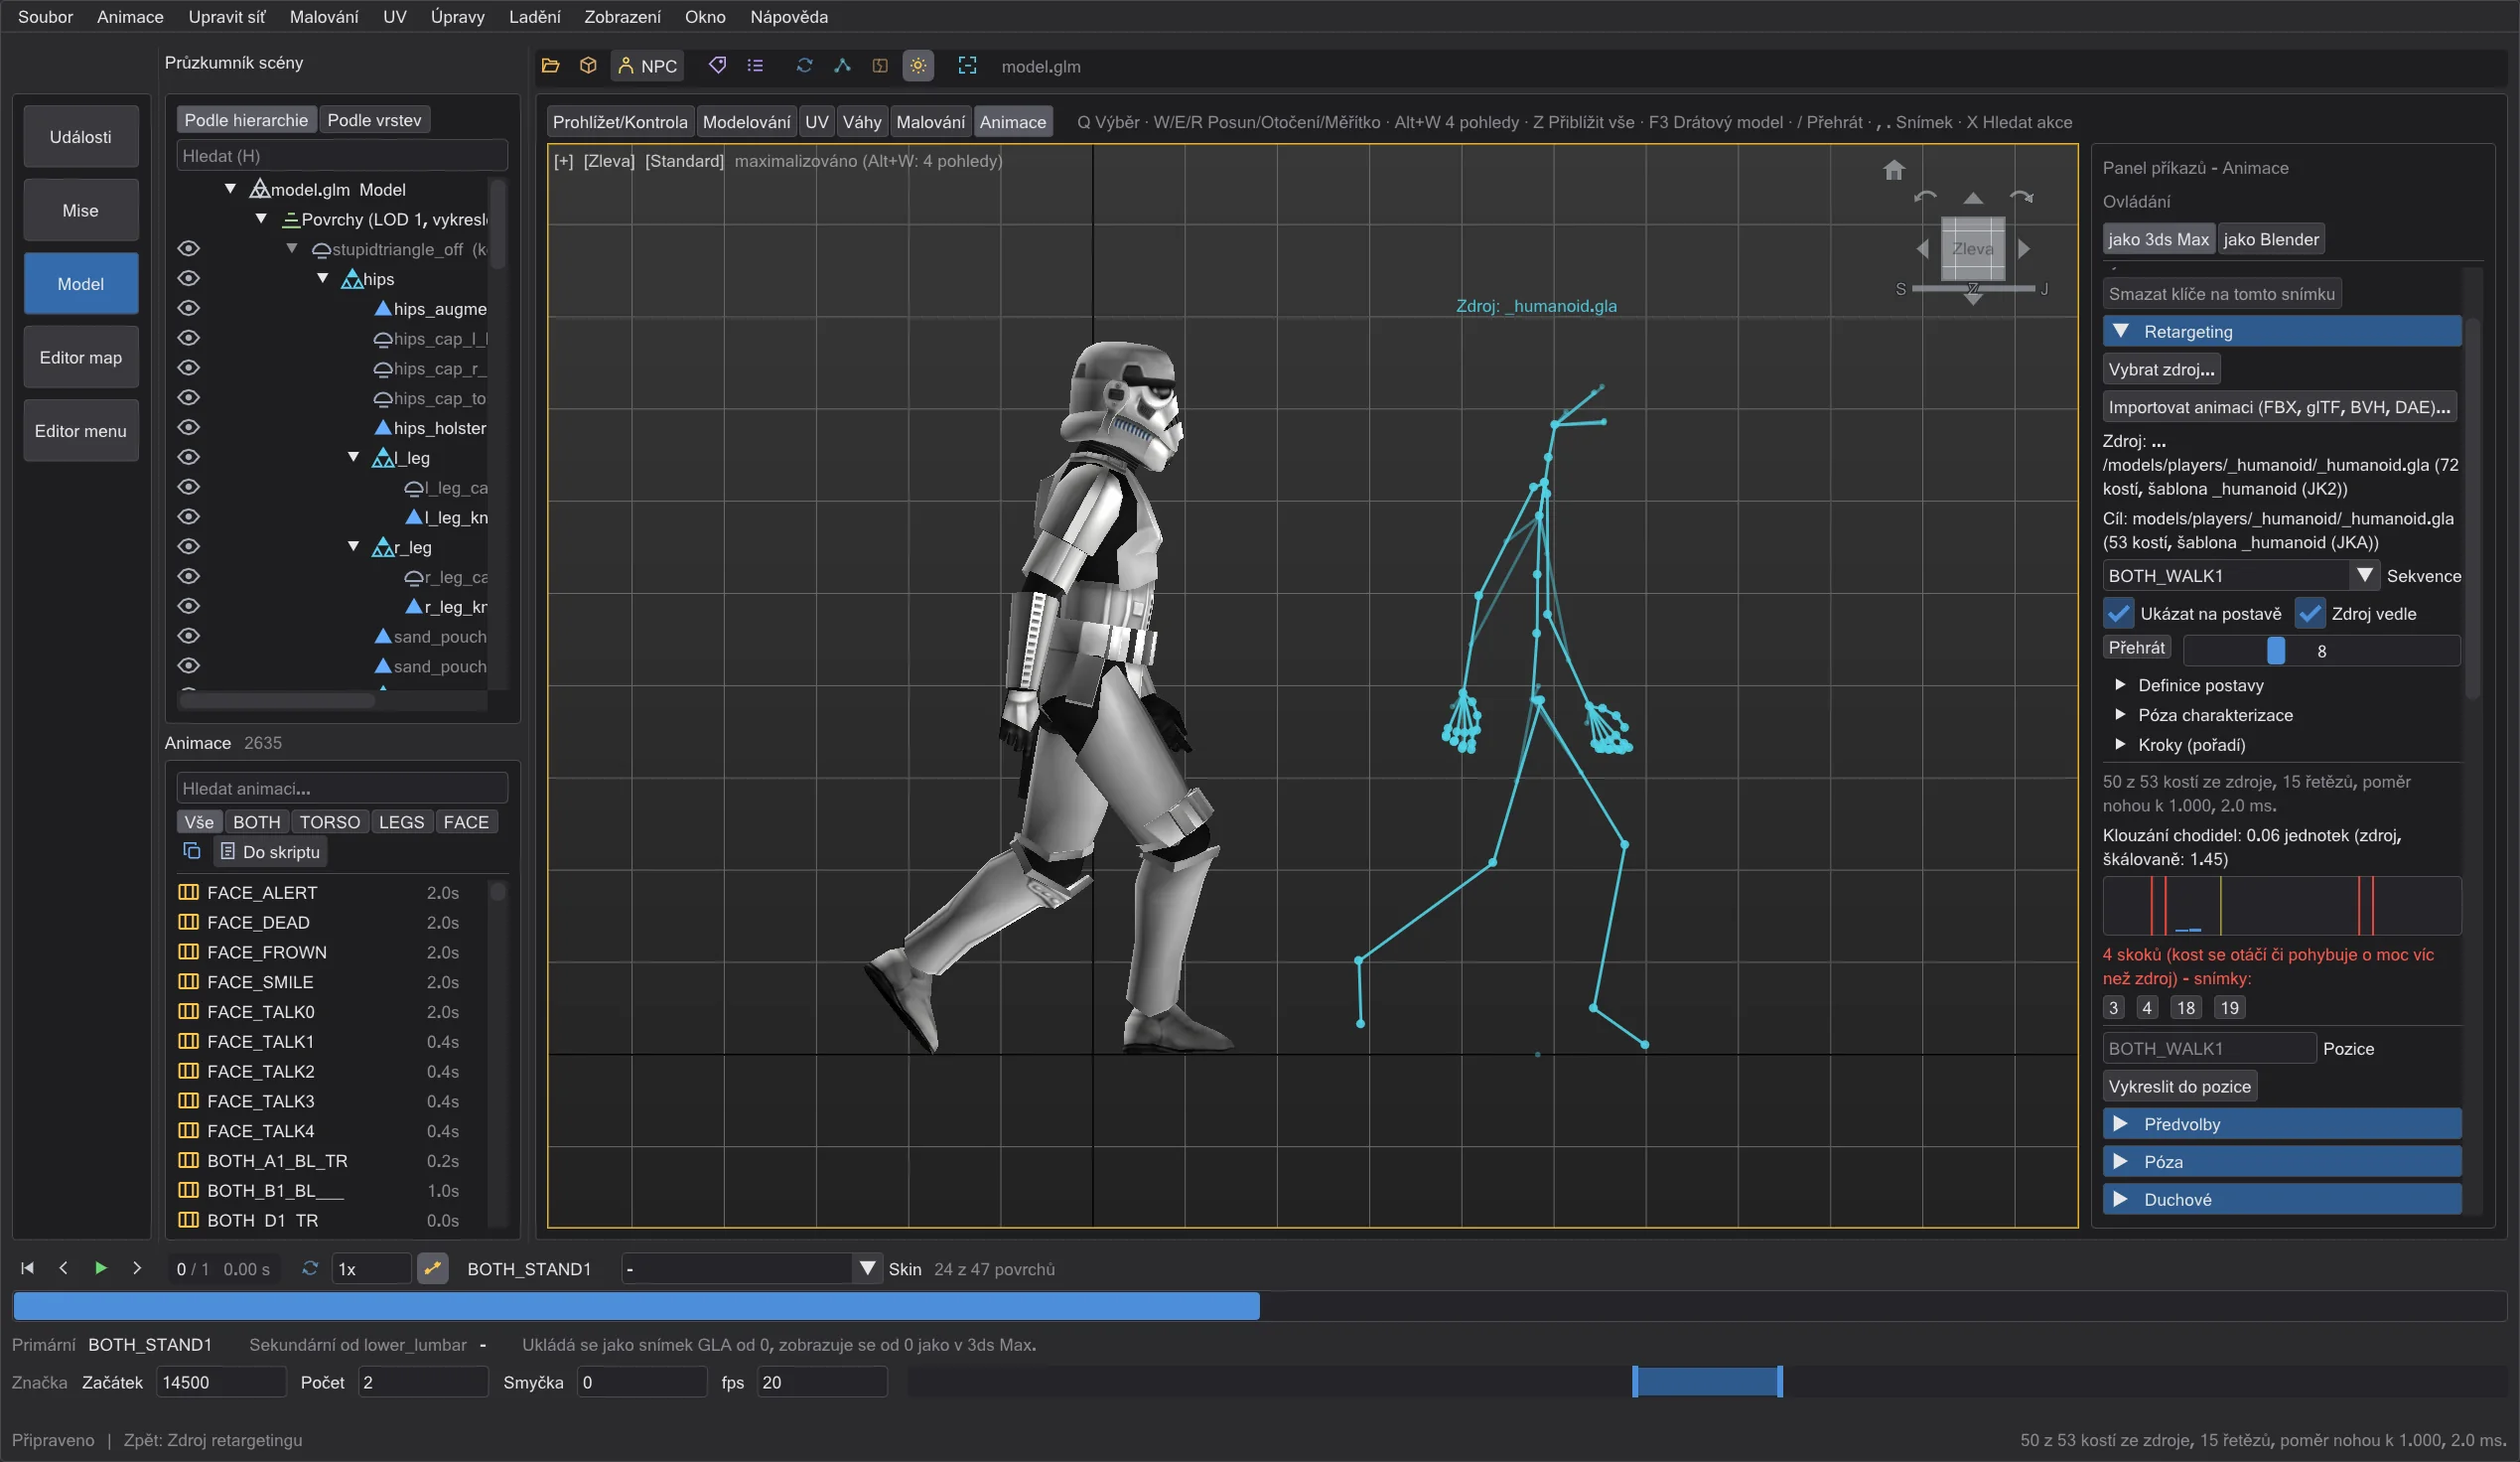 Soubor Animace Upravit síť Malování UV Úpravy Ladění Zobrazení Okno Nápověda
Průzkumník scény
NPC model.glm
Události
Mise
Model
Editor map
Editor menu
Podle hierarchie Podle vrstev
Hledat (H)
model.glm Model
Povrchy (LOD 1, vykresl
stupidtriangle_off (k
hips
hips_augme
hips_cap_l_
hips_cap_r_
hips_cap_to
hips_holster
l_leg
l_leg_ca
l_leg_kn
r_leg
r_leg_ca
r_leg_kn
sand_pouch
sand_pouch
Animace 2635
Hledat animaci...
Vše BOTH TORSO LEGS FACE
Do skriptu
FACE_ALERT 2.0s
FACE_DEAD 2.0s
FACE_FROWN 2.0s
FACE_SMILE 2.0s
FACE_TALK0 2.0s
FACE_TALK1 0.4s
FACE_TALK2 0.4s
FACE_TALK3 0.4s
FACE_TALK4 0.4s
BOTH_A1_BL_TR 0.2s
BOTH_B1_BL___ 1.0s
BOTH D1 TR 0.0s
Prohlížet/Kontrola Modelování UV Váhy Malování Animace Q Výběr · W/E/R Posun/Otočení/Měřítko · Alt+W 4 pohledy · Z Přiblížit vše · F3 Drátový model · / Přehrát · , . Snímek · X Hledat akce
[+] [Zleva] [Standard] maximalizováno (Alt+W: 4 pohledy)
Zleva
S Z J
Zdroj: _humanoid.gla
Panel příkazů - Animace
Ovládání
jako 3ds Max jako Blender
Smazat klíče na tomto snímku
Retargeting
Vybrat zdroj...
Importovat animaci (FBX, glTF, BVH, DAE)...
Zdroj: ...
/models/players/_humanoid/_humanoid.gla (72
kostí, šablona _humanoid (JK2))
Cíl: models/players/_humanoid/_humanoid.gla
(53 kostí, šablona _humanoid (JKA))
BOTH_WALK1 Sekvence
Ukázat na postavě Zdroj vedle
Přehrát 8
Definice postavy
Póza charakterizace
Kroky (pořadí)
50 z 53 kostí ze zdroje, 15 řetězů, poměr
nohou k 1.000, 2.0 ms.
Klouzání chodidel: 0.06 jednotek (zdroj,
škálovaně: 1.45)
4 skoků (kost se otáčí či pohybuje o moc víc
než zdroj) - snímky:
3 4 18 19
BOTH_WALK1 Pozice
Vykreslit do pozice
Předvolby
Póza
Duchové
0 / 1 0.00 s 1x BOTH_STAND1 - Skin 24 z 47 povrchů
Primární BOTH_STAND1 Sekundární od lower_lumbar - Ukládá se jako snímek GLA od 0, zobrazuje se od 0 jako v 3ds Max.
Značka Začátek 14500 Počet 2 Smyčka 0 fps 20
Připraveno | Zpět: Zdroj retargetingu 50 z 53 kostí ze zdroje, 15 řetězů, poměr nohou k 1.000, 2.0 ms.